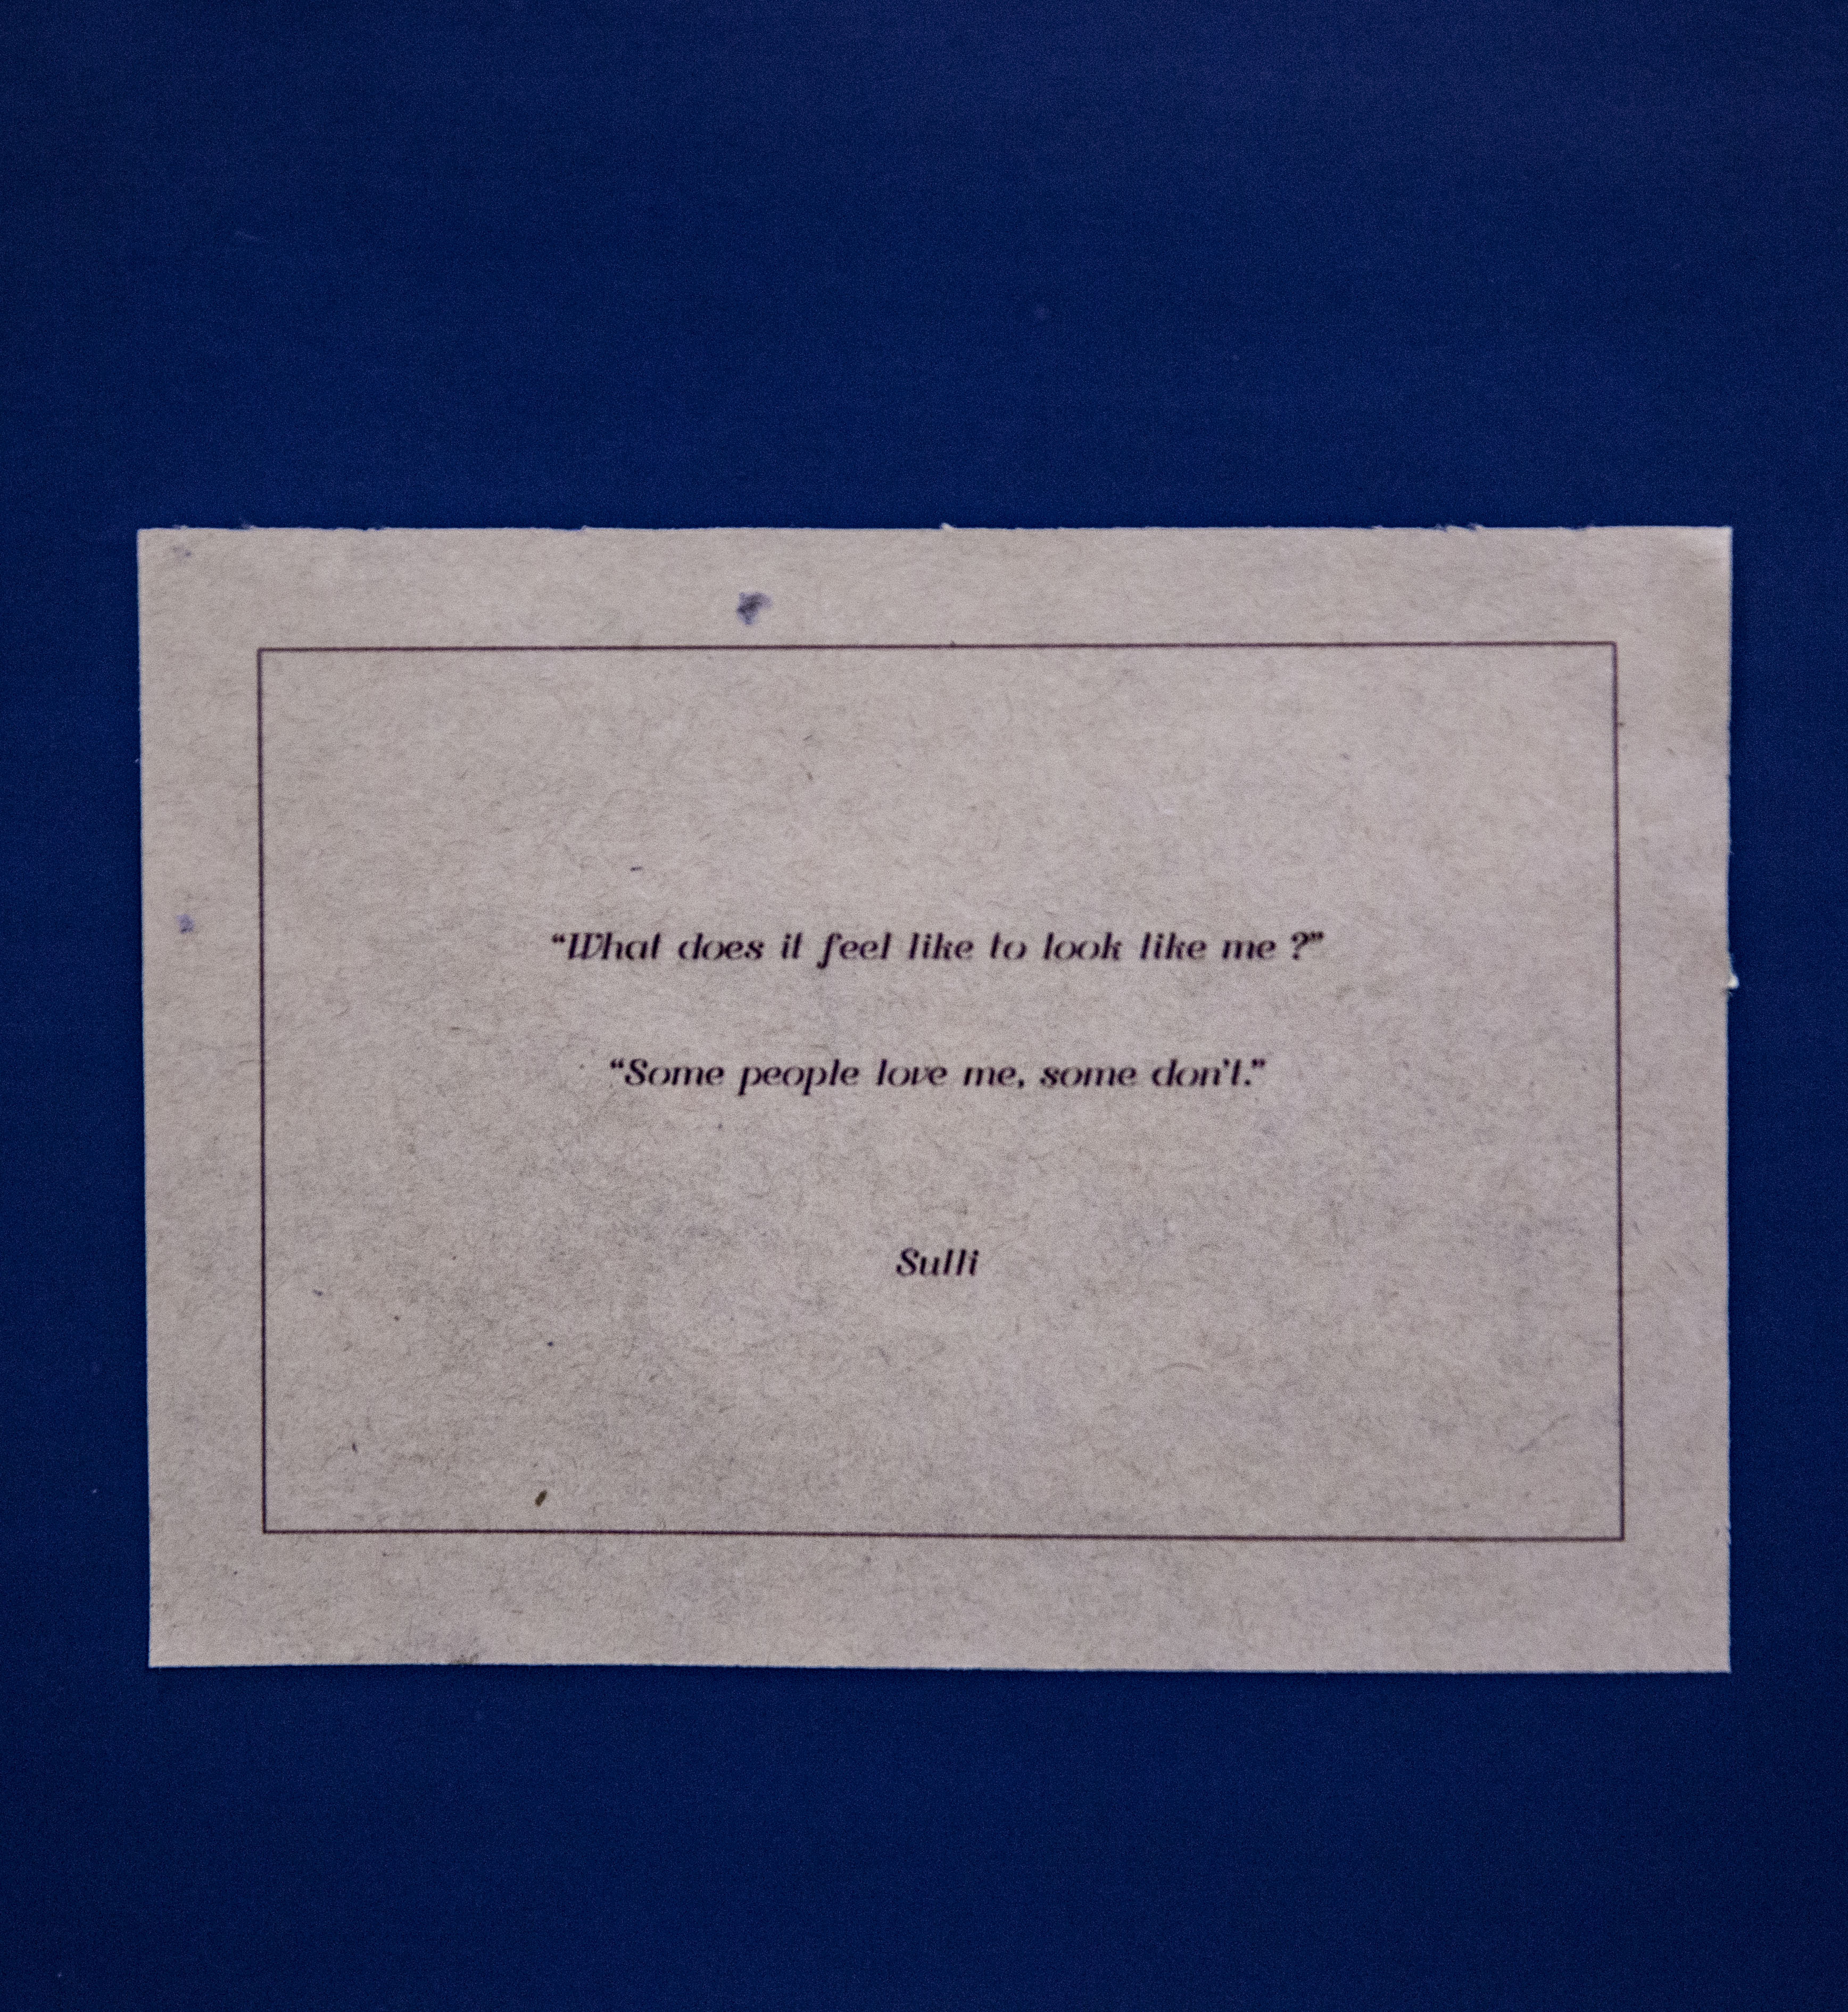 “What does it feel like to look like me ?”
“Some people love me, some don't.”
Sulli